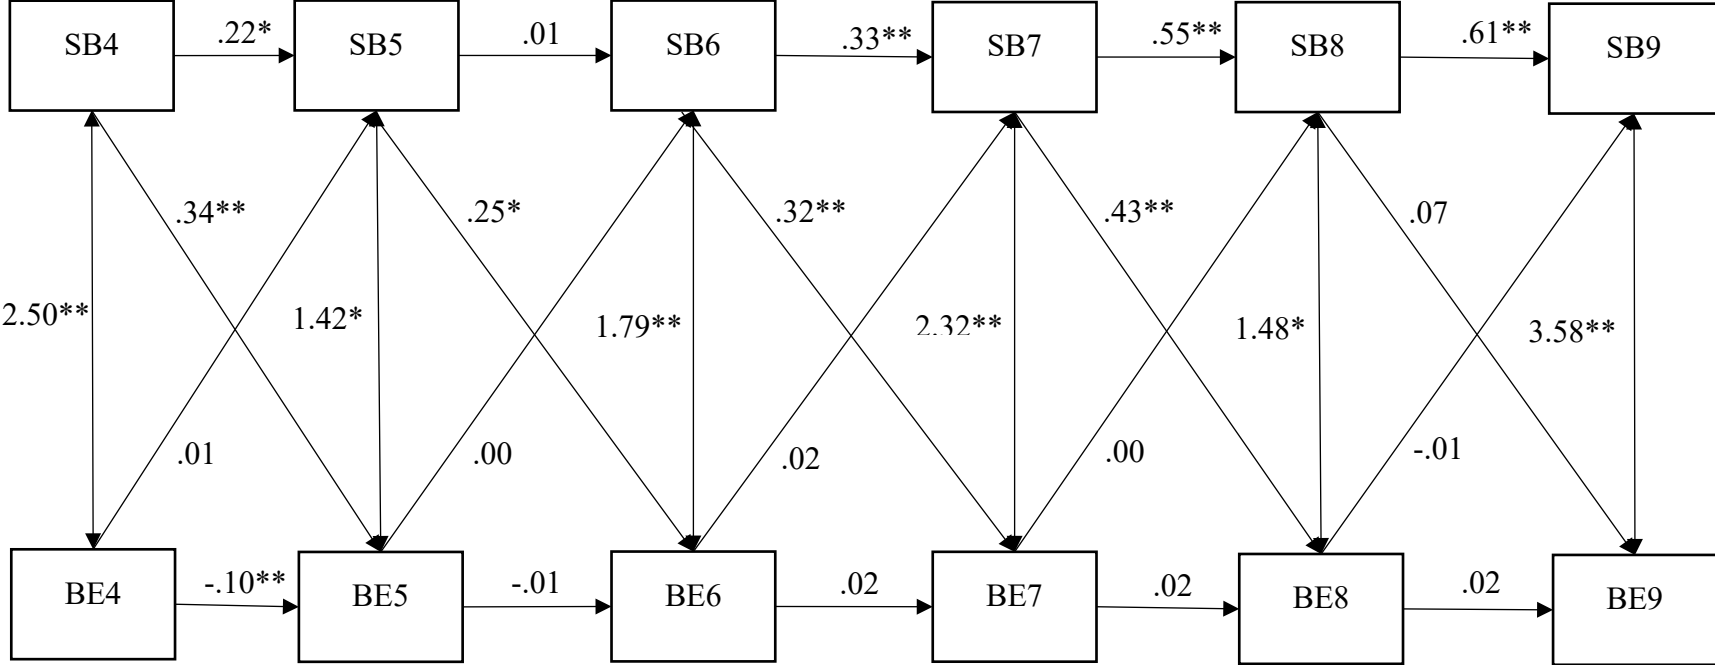 SB4
.22*
SB5
.01
SB6
.33**
SB7
.55**
SB8
.61**
SB9
.34**
.25*
.32**
.43**
.07
2.50**
1.42*
1.79**
2.32**
1.48*
3.58**
.01
.00
.02
.00
-.01
BE4
-.10**
BE5
-.01
BE6
.02
BE7
.02
BE8
.02
BE9